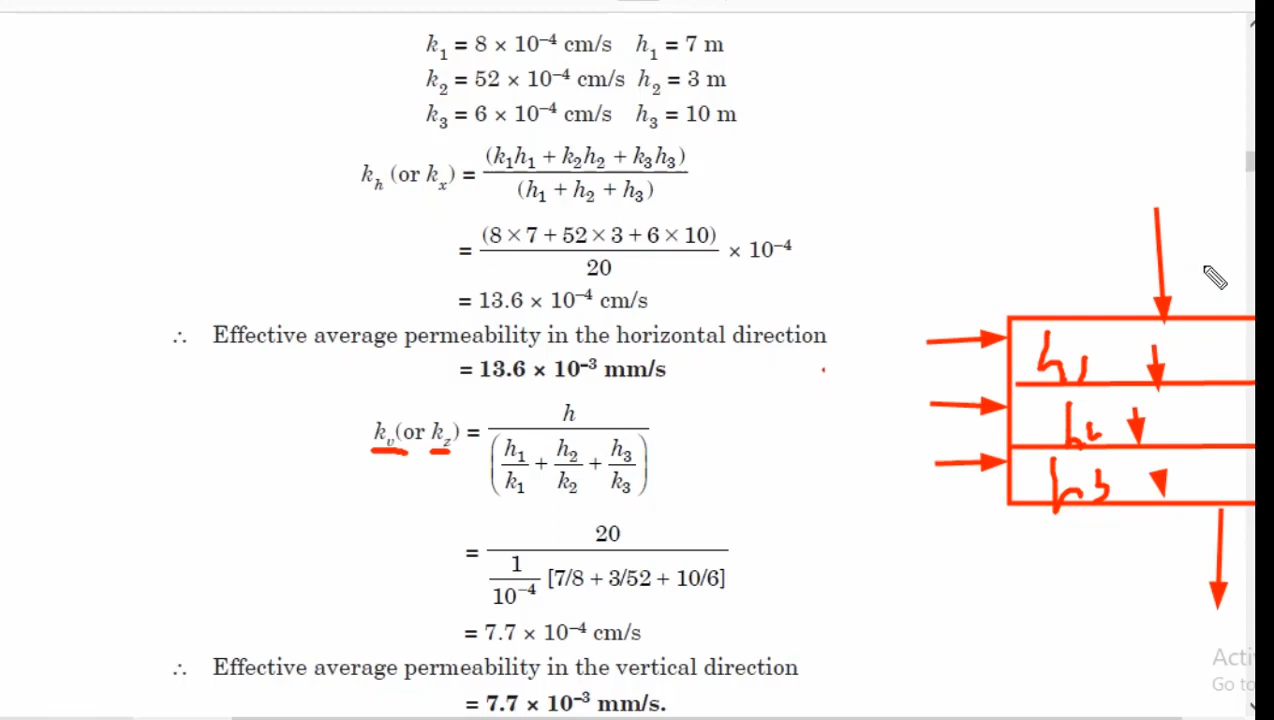 k₁ = 8 × 10⁻⁴ cm/s h₁ = 7 m
k₂ = 52 × 10⁻⁴ cm/s h₂ = 3 m
k₃ = 6 × 10⁻⁴ cm/s h₃ = 10 m
kₕ (or kₓ) = (k₁h₁ + k₂h₂ + k₃h₃) / (h₁ + h₂ + h₃)
= (8 × 7 + 52 × 3 + 6 × 10) / 20 × 10⁻⁴
= 13.6 × 10⁻⁴ cm/s
∴ Effective average permeability in the horizontal direction
= 13.6 × 10⁻³ mm/s
kᵥ(or k_z) = h / (h₁/k₁ + h₂/k₂ + h₃/k₃)
= 20 / 1/10⁻⁴ [7/8 + 3/52 + 10/6]
= 7.7 × 10⁻⁴ cm/s
∴ Effective average permeability in the vertical direction
= 7.7 × 10⁻³ mm/s.
h₁
h₂
h₃
Acti
Go to